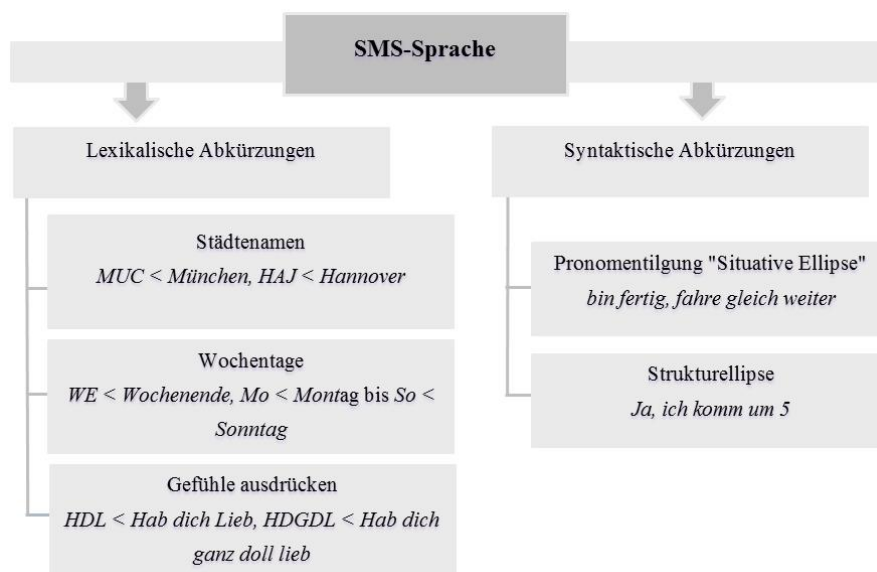 SMS-Sprache
Lexikalische Abkürzungen
Städtenamen
MUC < München, HAJ < Hannover
Wochentage
WE < Wochenende, Mo < Montag bis So <
Sonntag
Gefühle ausdrücken
HDL < Hab dich Lieb, HDGDL < Hab dich
ganz doll lieb
Syntaktische Abkürzungen
Pronomentilgung "Situative Ellipse"
bin fertig, fahre gleich weiter
Strukturellipse
Ja, ich komm um 5